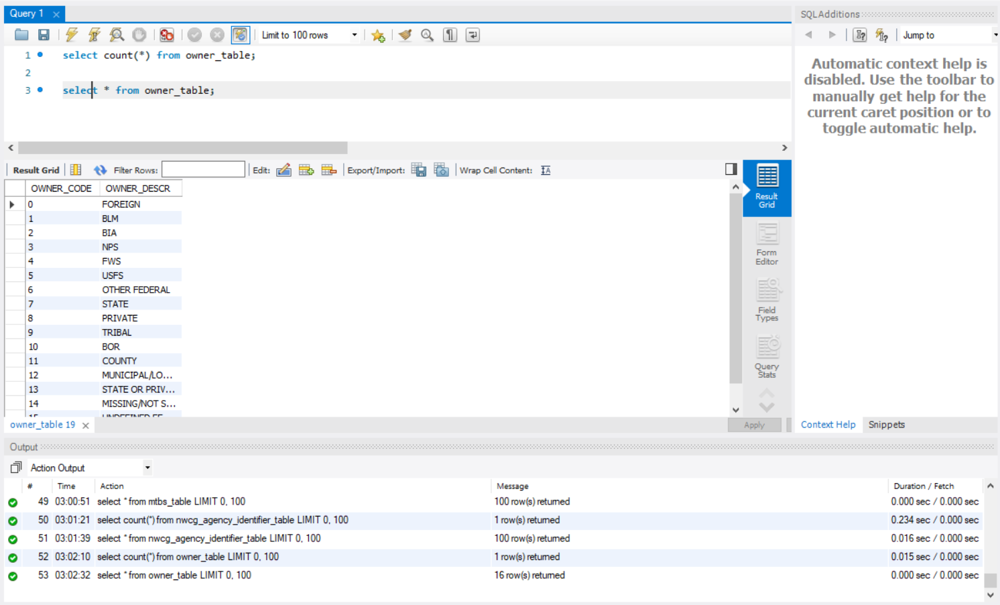 Query 1
SQLAdditions
Limit to 100 rows
Jump to
1 select count(*) from owner_table;
2
3 select * from owner_table;
Automatic context help is
disabled. Use the toolbar to
manually get help for the
current caret position or to
toggle automatic help.
Result Grid Filter Rows: Edit: Export/Import: Wrap Cell Content:
OWNER_CODE OWNER_DESCR
0 FOREIGN
1 BLM
2 BIA
3 NPS
4 FWS
5 USFS
6 OTHER FEDERAL
7 STATE
8 PRIVATE
9 TRIBAL
10 BOR
11 COUNTY
12 MUNICIPAL/LO...
13 STATE OR PRIV...
14 MISSING/NOT S...
15 UNDEFINED FE...
Result
Grid
Form
Editor
Field
Types
Query
Stats
owner_table 19
Apply
Context Help Snippets
Output
Action Output
# Time Action Message Duration / Fetch
49 03:00:51 select * from mtbs_table LIMIT 0, 100 100 row(s) returned 0.000 sec / 0.000 sec
50 03:01:21 select count(*) from nwcg_agency_identifier_table LIMIT 0, 100 1 row(s) returned 0.234 sec / 0.000 sec
51 03:01:39 select * from nwcg_agency_identifier_table LIMIT 0, 100 100 row(s) returned 0.016 sec / 0.000 sec
52 03:02:10 select count(*) from owner_table LIMIT 0, 100 1 row(s) returned 0.015 sec / 0.000 sec
53 03:02:32 select * from owner_table LIMIT 0, 100 16 row(s) returned 0.000 sec / 0.000 sec